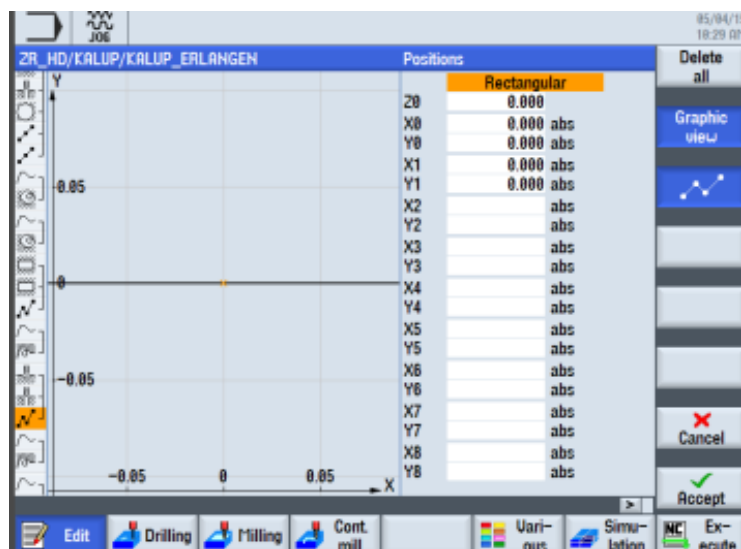 JOG
05/04/1
10:29 AM
ZR_HD/KALUP/KALUP_ERLANGEN
Positions
Delete
all
Y
Rectangular
Z0 0.000
Graphic
view
X0 0.000 abs
Y0 0.000 abs
X1 0.000 abs
Y1 0.000 abs
0.05
X2 abs
Y2 abs
X3 abs
Y3 abs
0
X4 abs
Y4 abs
X5 abs
Y5 abs
-0.05
X6 abs
Y6 abs
X7 abs
Y7 abs
Cancel
X8 abs
Y8 abs
-0.05 0 0.05 X
Accept
>
Edit
Drilling
Milling
Cont.
mill
Vari-
ous
Simu-
lation
NC Ex-
ecute